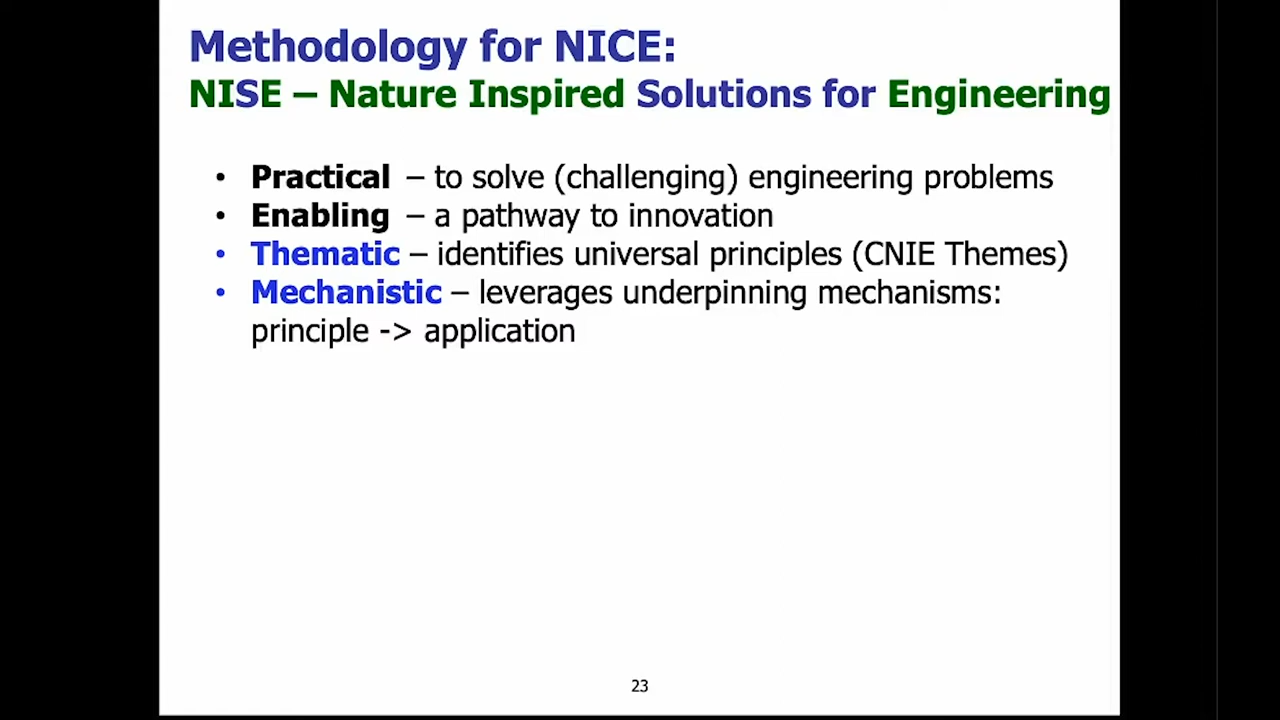 Methodology for NICE:
NISE – Nature Inspired Solutions for Engineering
• Practical – to solve (challenging) engineering problems
• Enabling – a pathway to innovation
• Thematic – identifies universal principles (CNIE Themes)
• Mechanistic – leverages underpinning mechanisms:
principle -> application
23